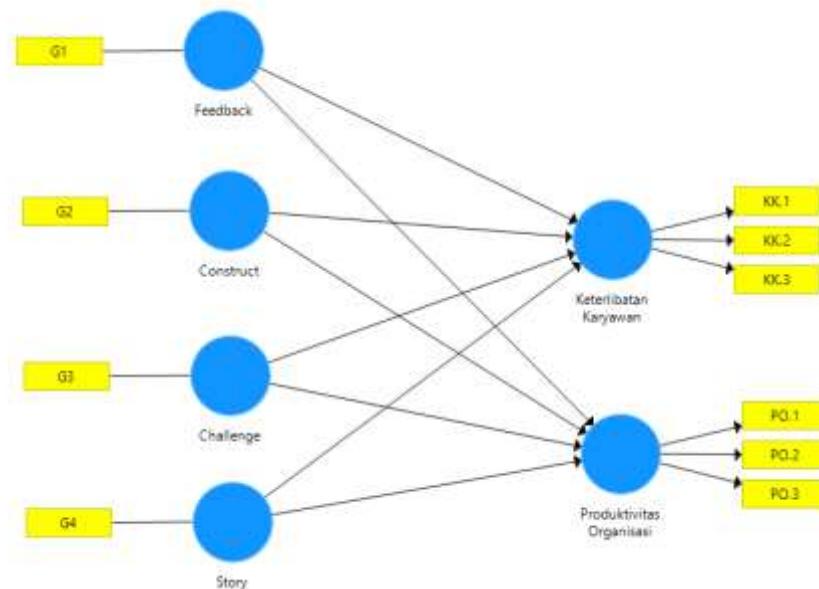 G1
Feedback
G2
Construct
G3
Challenge
G4
Story
Keterlibatan
Karyawan
KK.1
KK.2
KK.3
Produktivitas
Organisasi
PO.1
PO.2
PO.3